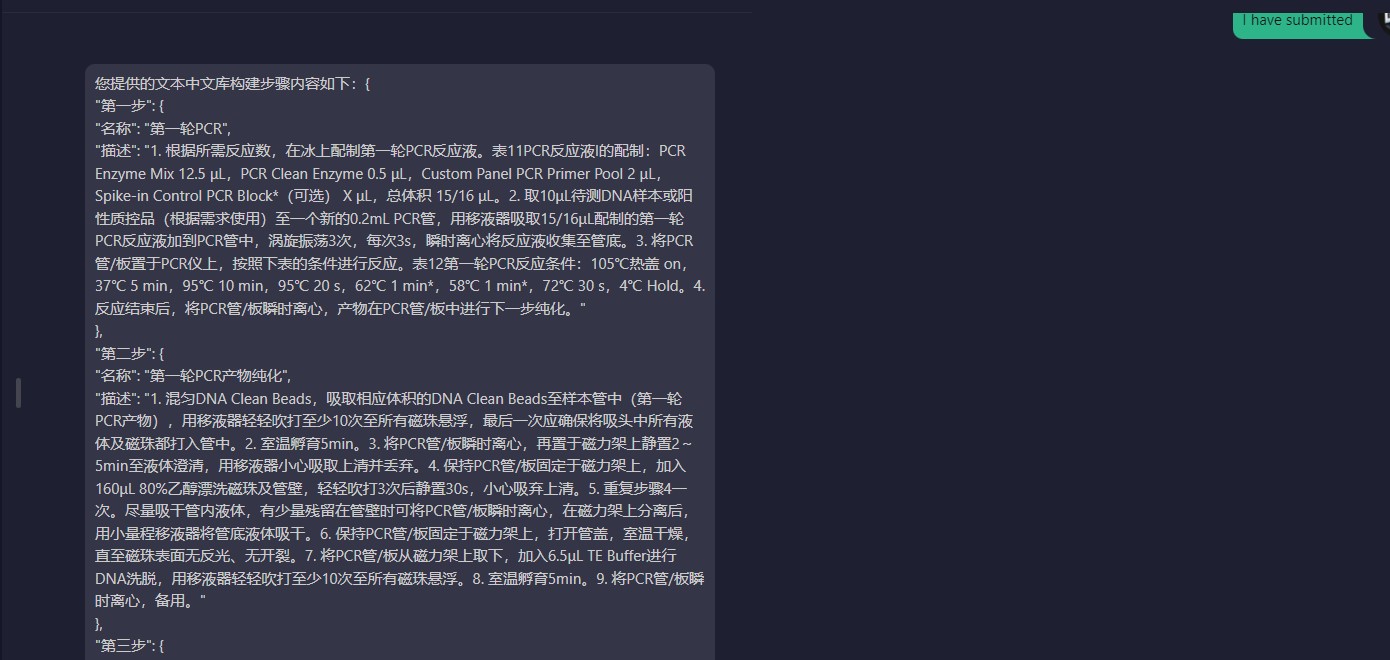 I have submitted
您提供的文本中文库构建步骤内容如下：{
"第一步": {
"名称": "第一轮PCR",
"描述": "1. 根据所需反应数，在冰上配制第一轮PCR反应液。表11PCR反应液I的配制：PCR
Enzyme Mix 12.5 μL，PCR Clean Enzyme 0.5 μL，Custom Panel PCR Primer Pool 2 μL，
Spike-in Control PCR Block*（可选） X μL，总体积 15/16 μL。2. 取10μL待测DNA样本或阳
性质控品（根据需求使用）至一个新的0.2mL PCR管，用移液器吸取15/16μL配制的第一轮
PCR反应液加到PCR管中，涡旋振荡3次，每次3s，瞬时离心将反应液收集至管底。3. 将PCR
管/板置于PCR仪上，按照下表的条件进行反应。表12第一轮PCR反应条件：105℃热盖 on，
37℃ 5 min，95℃ 10 min，95℃ 20 s，62℃ 1 min*，58℃ 1 min*，72℃ 30 s，4℃ Hold。4.
反应结束后，将PCR管/板瞬时离心，产物在PCR管/板中进行下一步纯化。"
},
"第二步": {
"名称": "第一轮PCR产物纯化",
"描述": "1. 混匀DNA Clean Beads，吸取相应体积的DNA Clean Beads至样本管中（第一轮
PCR产物），用移液器轻轻吹打至少10次至所有磁珠悬浮，最后一次应确保将吸头中所有液
体及磁珠都打入管中。2. 室温孵育5min。3. 将PCR管/板瞬时离心，再置于磁力架上静置2～
5min至液体澄清，用移液器小心吸取上清并丢弃。4. 保持PCR管/板固定于磁力架上，加入
160μL 80%乙醇漂洗磁珠及管壁，轻轻吹打3次后静置30s，小心吸弃上清。5. 重复步骤4一
次。尽量吸干管内液体，有少量残留在管壁时可将PCR管/板瞬时离心，在磁力架上分离后，
用小量程移液器将管底液体吸干。6. 保持PCR管/板固定于磁力架上，打开管盖，室温干燥，
直至磁珠表面无反光、无开裂。7. 将PCR管/板从磁力架上取下，加入6.5μL TE Buffer进行
DNA洗脱，用移液器轻轻吹打至少10次至所有磁珠悬浮。8. 室温孵育5min。9. 将PCR管/板瞬
时离心，备用。"
},
"第三步": {